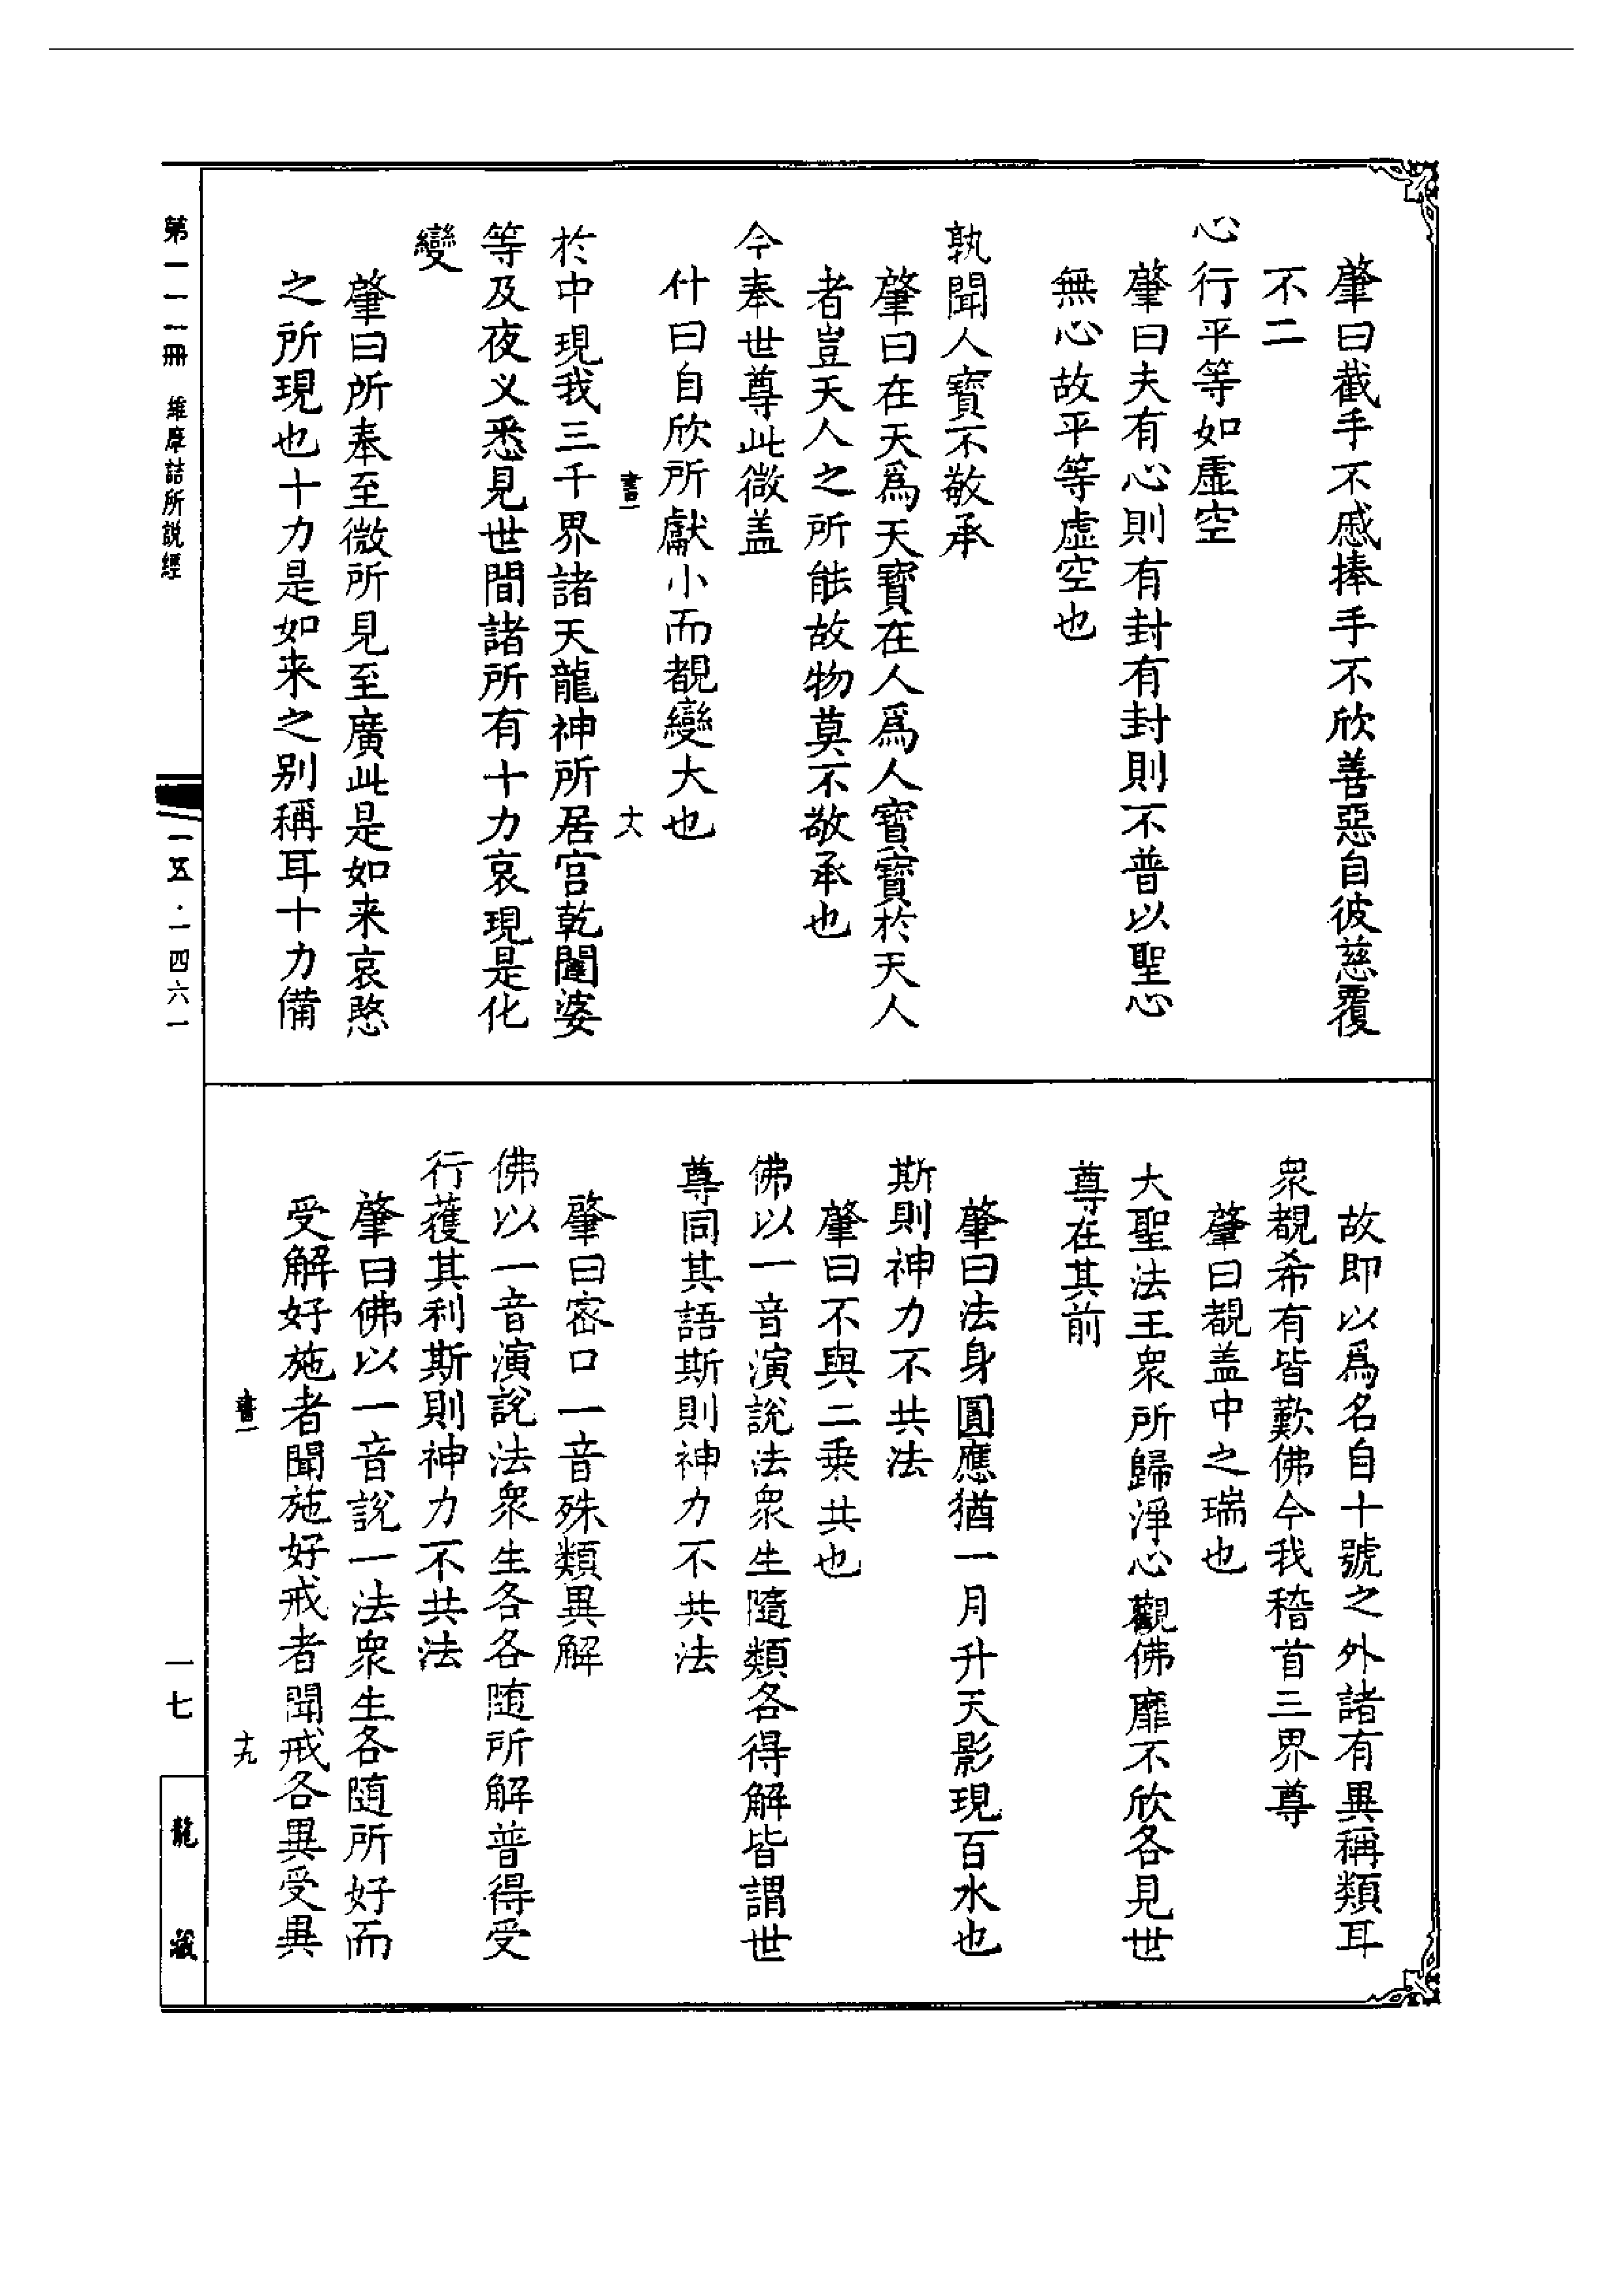 肇曰截手不慼捧手不欣善惡自彼慈覆
不二
心行平等如虛空
肇曰夫有心則有封有封則不普以聖心
無心故平等虛空也
孰聞人寶不敬承
肇曰在天爲天寶在人爲人寶寶於天人
者豈天人之所能故物莫不敬承也
今奉世尊此微盖
什曰自欣所獻小而覩變大也
晝一
十八
於中現我三千界諸天龍神所居宫乾闥婆
等及夜义悉見世間諸所有十力哀現是化
變
肇曰所奉至微所見至廣此是如来哀愍
之所現也十力是如来之别稱耳十力備
故即以爲名自十號之外諸有異稱類耳
衆覩希有皆歎佛今我稽首三界尊
肇曰覩盖中之瑞也
大聖法王衆所歸淨心觀佛靡不欣各見世
尊在其前
肇曰法身圓應猶一月升天影現百水也
斯則神力不共法
肇曰不與二乗共也
佛以一音演說法衆生隨類各得解皆謂世
尊同其語斯則神力不共法
肇曰宻口一音殊類異解
佛以一音演說法衆生各各随所解普得受
行獲其利斯則神力不共法
肇曰佛以一音說一法衆生各随所好而
受解好施者聞施好戒者聞戒各異受異
晝一
十九
第一一一冊 維摩詰所説經
一五·一四六一
一七
龍藏